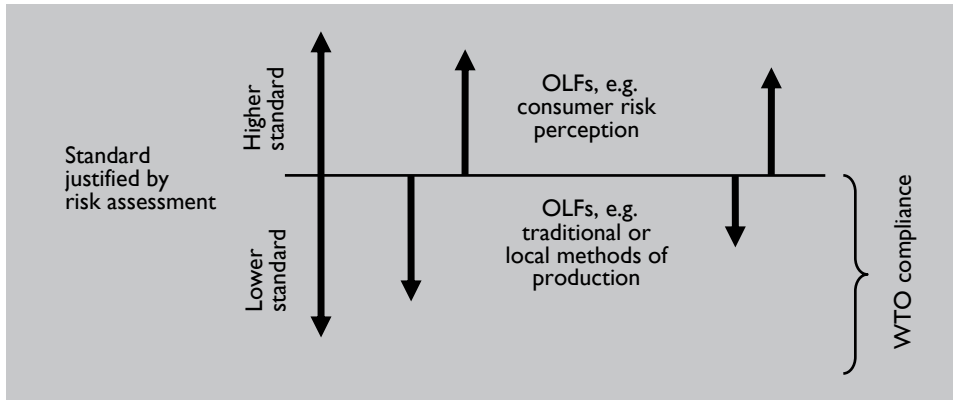 Standard
justified by
risk assessment
Higher
standard
Lower
standard
OLFs, e.g.
consumer risk
perception
OLFs, e.g.
traditional or
local methods of
production
WTO compliance